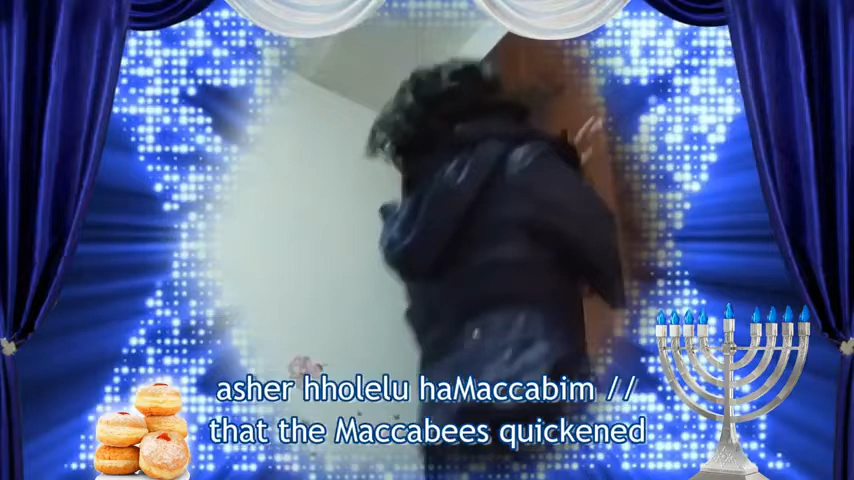 asher hholelu haMaccabim //
that the Maccabees quickened